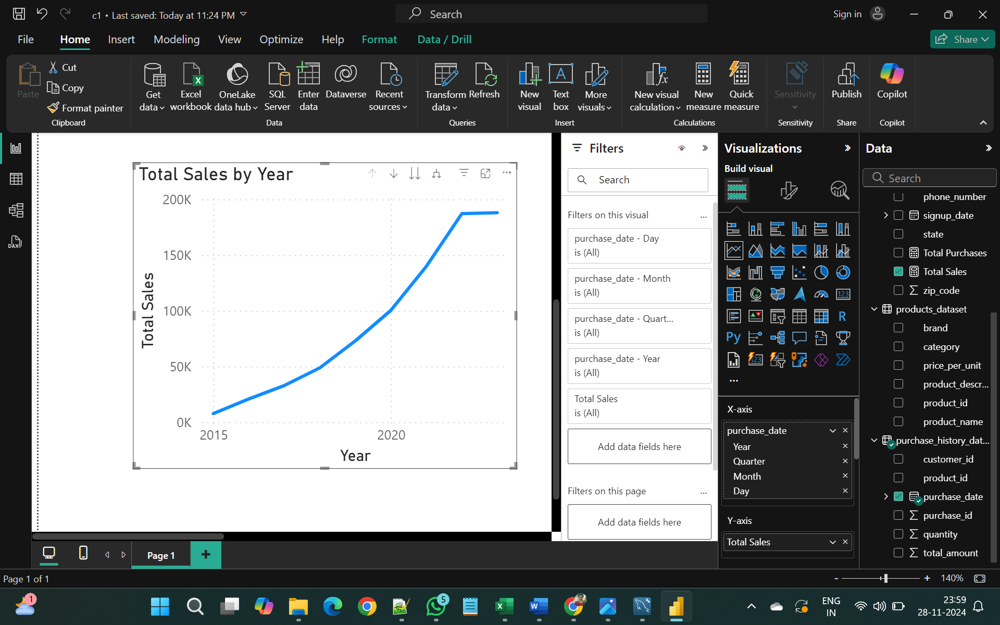 c1 • Last saved: Today at 11:24 PM
Search
Sign in
File
Home
Insert
Modeling
View
Optimize
Help
Format
Data / Drill
Share
Paste
Cut
Copy
Format painter
Clipboard
Get data
Excel workbook
OneLake data hub
SQL Server
Enter data
Dataverse
Recent sources
Data
Transform data
Refresh
Queries
New visual
Text box
More visuals
Insert
New visual calculation
New measure
Quick measure
Calculations
Sensitivity
Sensitivity
Publish
Share
Copilot
Copilot
DAX
Total Sales by Year
200K
150K
100K
50K
0K
Total Sales
2015
2020
Year
Filters
Search
Filters on this visual
...
purchase_date - Day
is (All)
purchase_date - Month
is (All)
purchase_date - Quart...
is (All)
purchase_date - Year
is (All)
Total Sales
is (All)
Add data fields here
Filters on this page
...
Add data fields here
Visualizations
Build visual
123
R
Py
123
...
X-axis
purchase_date
Year
Quarter
Month
Day
Y-axis
Total Sales
Data
Search
phone_number
signup_date
state
Total Purchases
Total Sales
zip_code
products_dataset
brand
category
price_per_unit
product_descr...
product_id
product_name
purchase_history_dat...
customer_id
product_id
purchase_date
purchase_id
quantity
total_amount
Page 1
+
Page 1 of 1
- + 140%
1
5
ENG
IN
23:59
28-11-2024